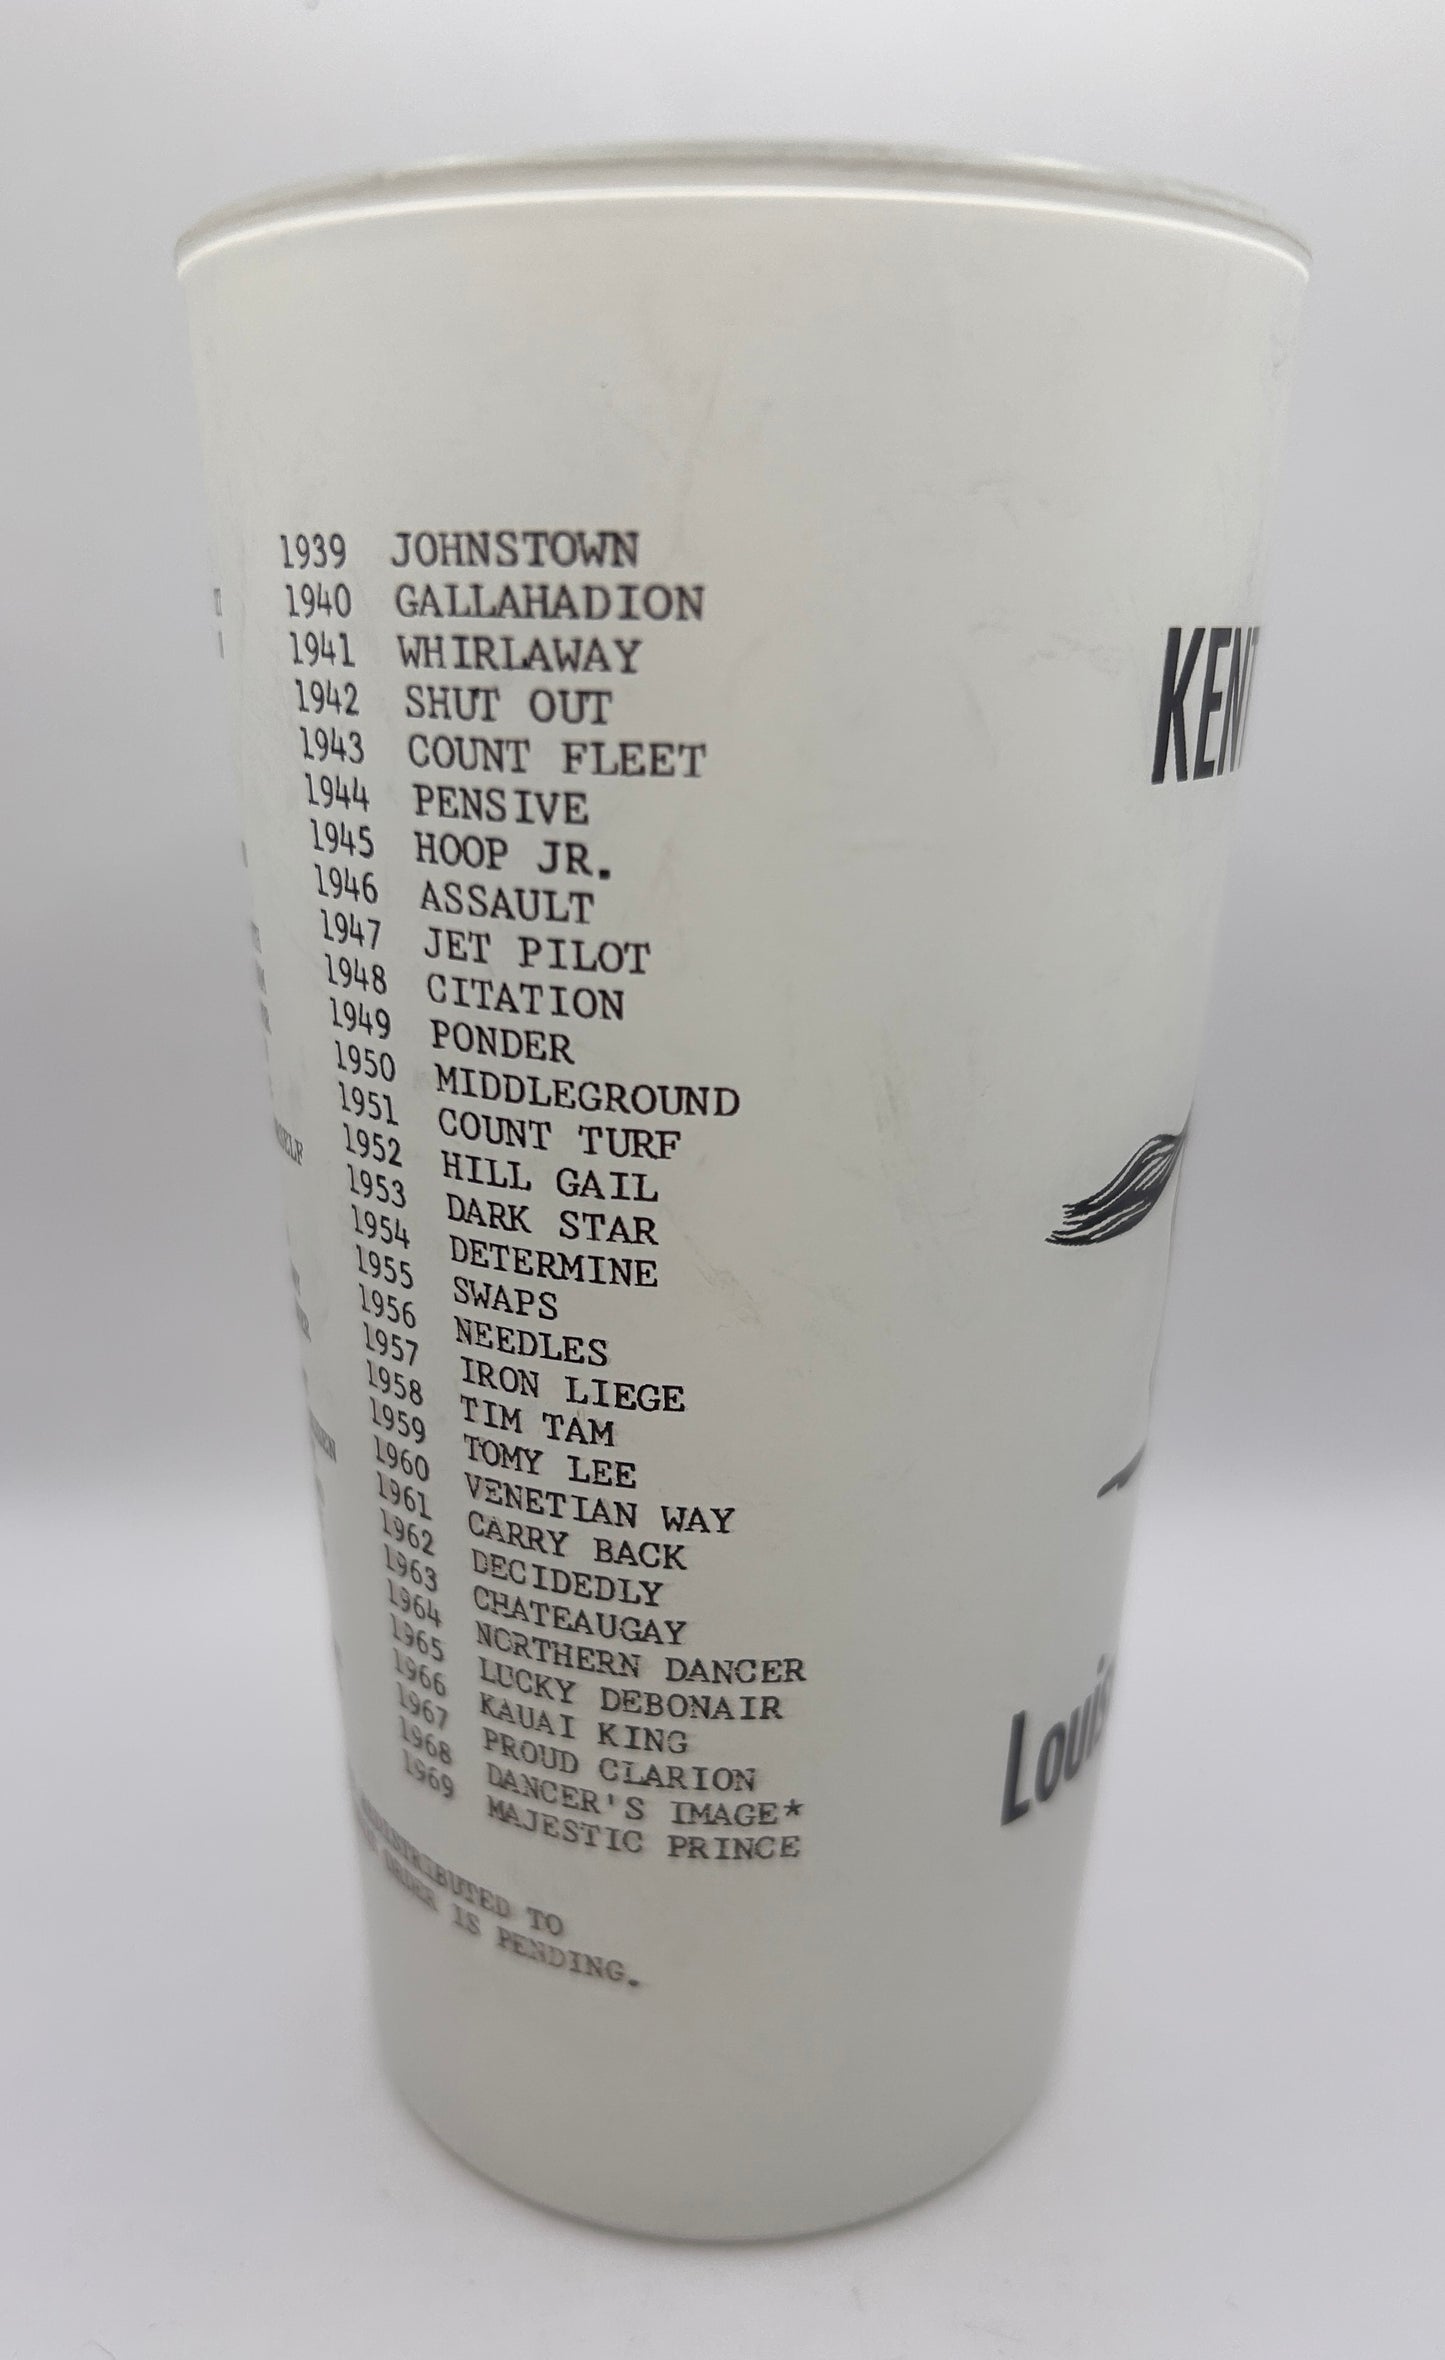 1939 JOHNSTOWN
1940 GALLAHADION
1941 WHIRLAWAY
1942 SHUT OUT
1943 COUNT FLEET
1944 PENSIVE
1945 HOOP JR.
1946 ASSAULT
1947 JET PILOT
1948 CITATION
1949 PONDER
1950 MIDDLEGROUND
1951 COUNT TURF
1952 HILL GAIL
1953 DARK STAR
1954 DETERMINE
1955 SWAPS
1956 NEEDLES
1957 IRON LIEGE
1958 TIM TAM
1959 TOMY LEE
1960 VENETIAN WAY
1961 CARRY BACK
1962 DECIDEDLY
1963 CHATEAUGAY
1964 NORTHERN DANCER
1965 LUCKY DEBONAIR
1966 KAUAI KING
1967 PROUD CLARION
1968 DANCER'S IMAGE*
1969 MAJESTIC PRINCE
TO
ORDER IS PENDING.
KENT
Louis